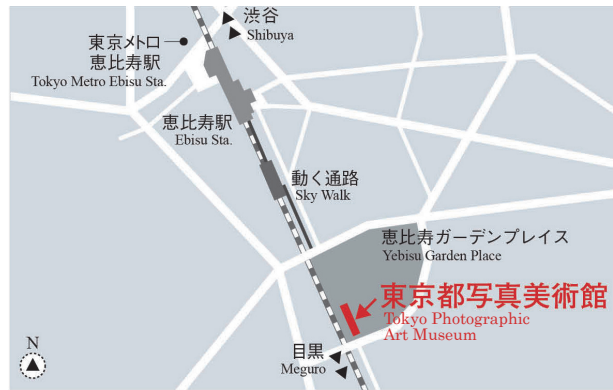 渋谷
Shibuya
東京メトロ
恵比寿駅
Tokyo Metro Ebisu Sta.
恵比寿駅
Ebisu Sta.
動く通路
Sky Walk
恵比寿ガーデンプレイス
Yebisu Garden Place
東京都写真美術館
Tokyo Photographic
Art Museum
目黒
Meguro
N